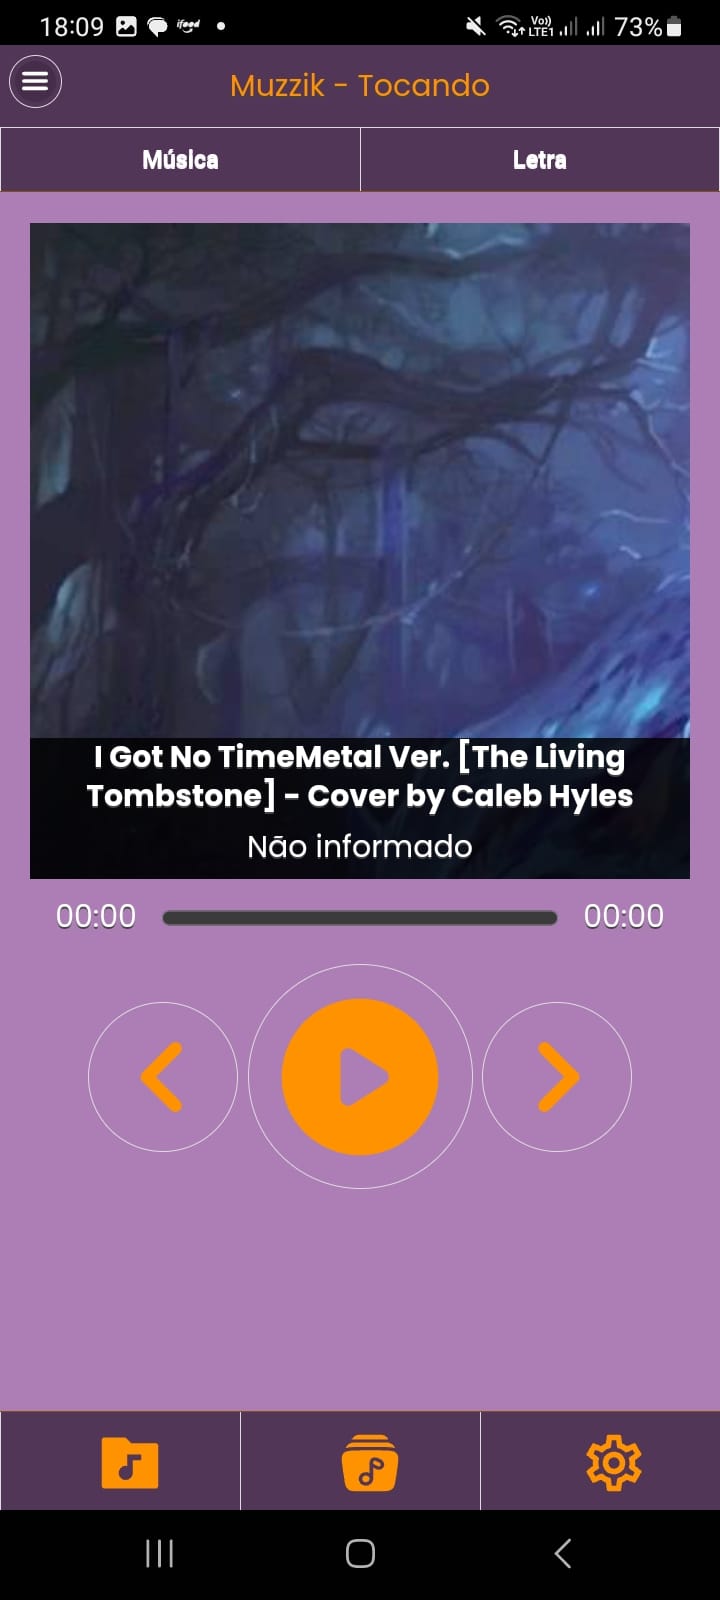 18:09
ifood
Vo))
LTE1
73%
Muzzik - Tocando
Música
Letra
I Got No TimeMetal Ver. [The Living
Tombstone] - Cover by Caleb Hyles
Não informado
00:00
00:00